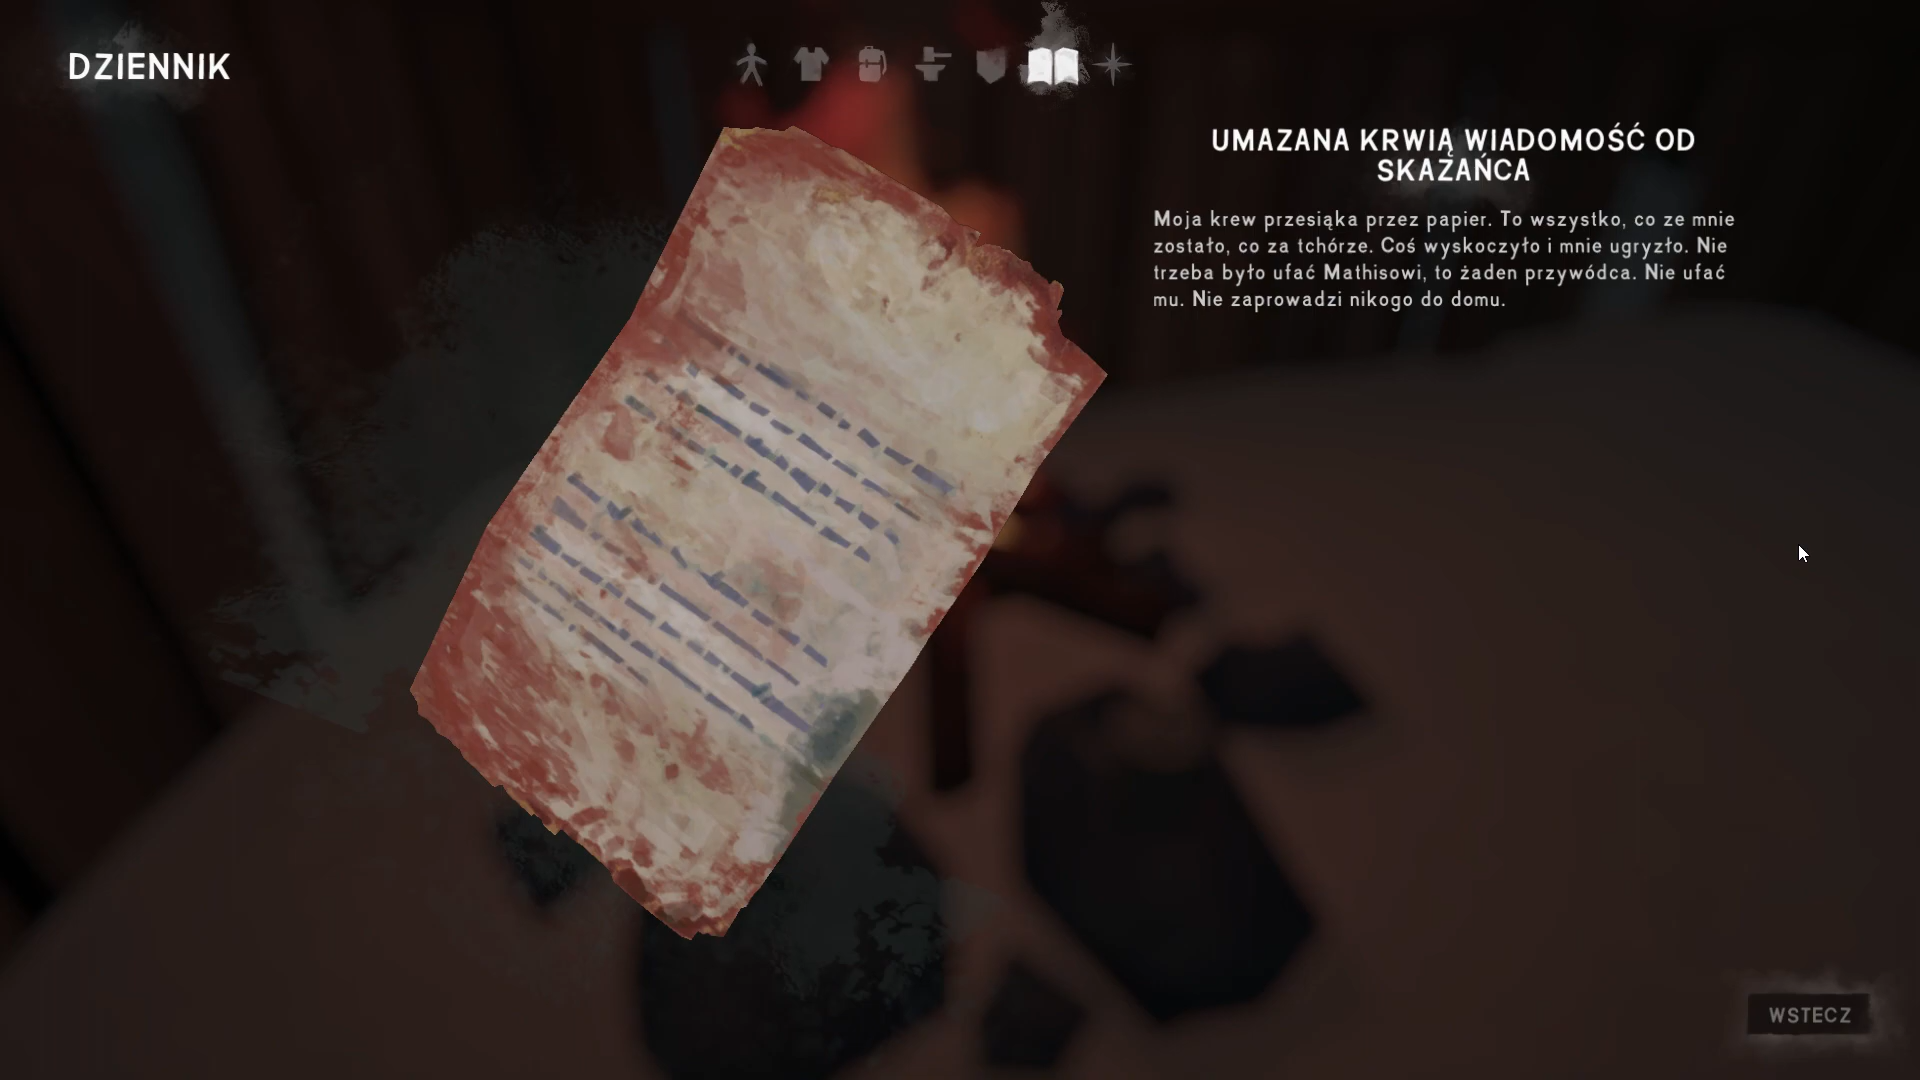 DZIENNIK
UMAZANA KRWIĄ WIADOMOŚĆ OD
SKAZAŃCA
Moja krew przesiąka przez papier. To wszystko, co ze mnie
zostało, co za tchórze. Coś wyskoczyło i mnie ugryzło. Nie
trzeba było ufać Mathisowi, to żaden przywódca. Nie ufać
mu. Nie zaprowadzi nikogo do domu.
WSTECZ